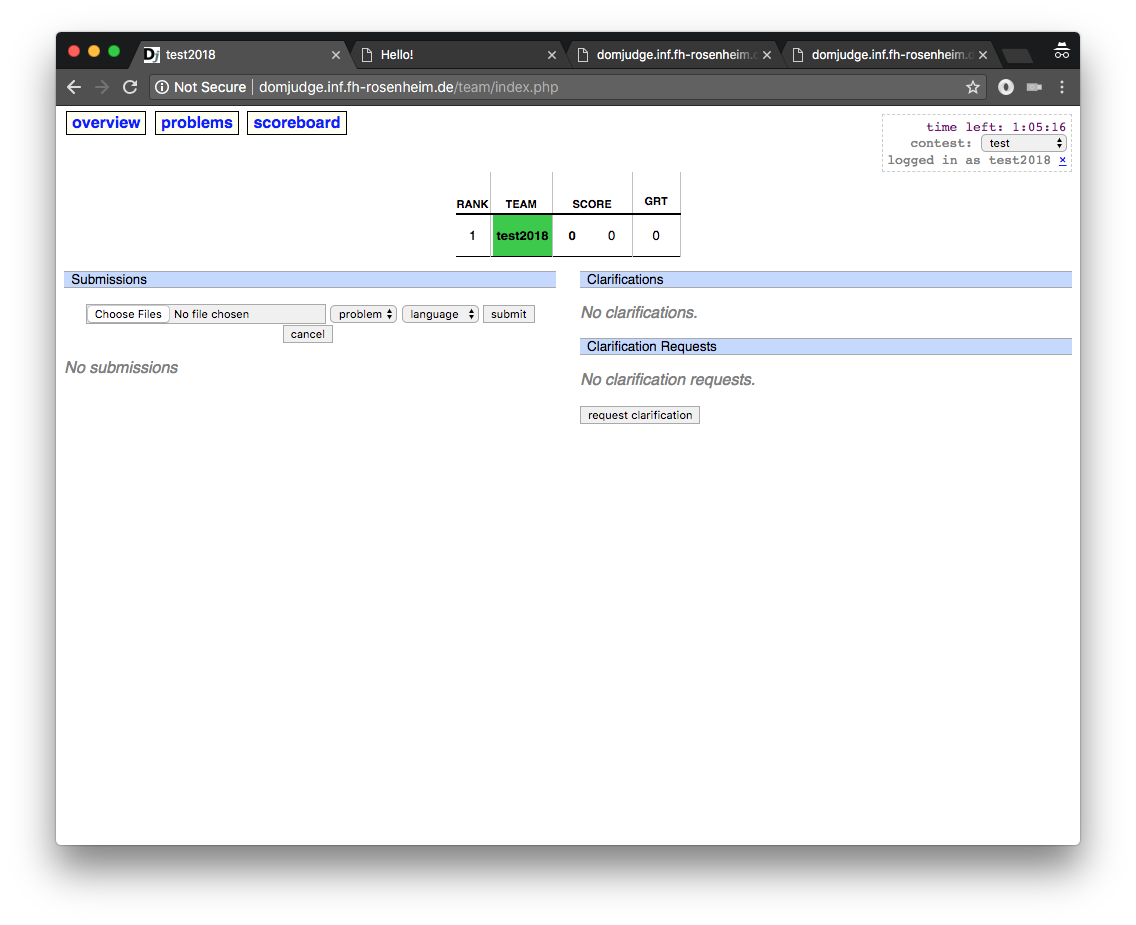 test2018
Hello!
domjudge.inf.fh-rosenheim.d
domjudge.inf.fh-rosenheim.d
Not Secure | domjudge.inf.fh-rosenheim.de/team/index.php
overview problems scoreboard
time left: 1:05:16
contest: test
logged in as test2018 ×
RANK TEAM SCORE GRT
1 test2018 0 0 0
Submissions
Choose Files No file chosen problem language submit
cancel
No submissions
Clarifications
No clarifications.
Clarification Requests
No clarification requests.
request clarification